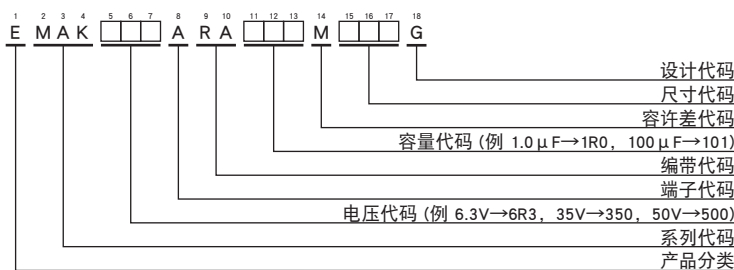 1 2 3 4 5 6 7 8 9 10 11 12 13 14 15 16 17 18
E MAK □□□ A RA □□□ M □□□ G
设计代码
尺寸代码
容许差代码
容量代码 (例 1.0μF→1R0，100μF→101)
编带代码
端子代码
电压代码 (例 6.3V→6R3，35V→350，50V→500)
系列代码
产品分类